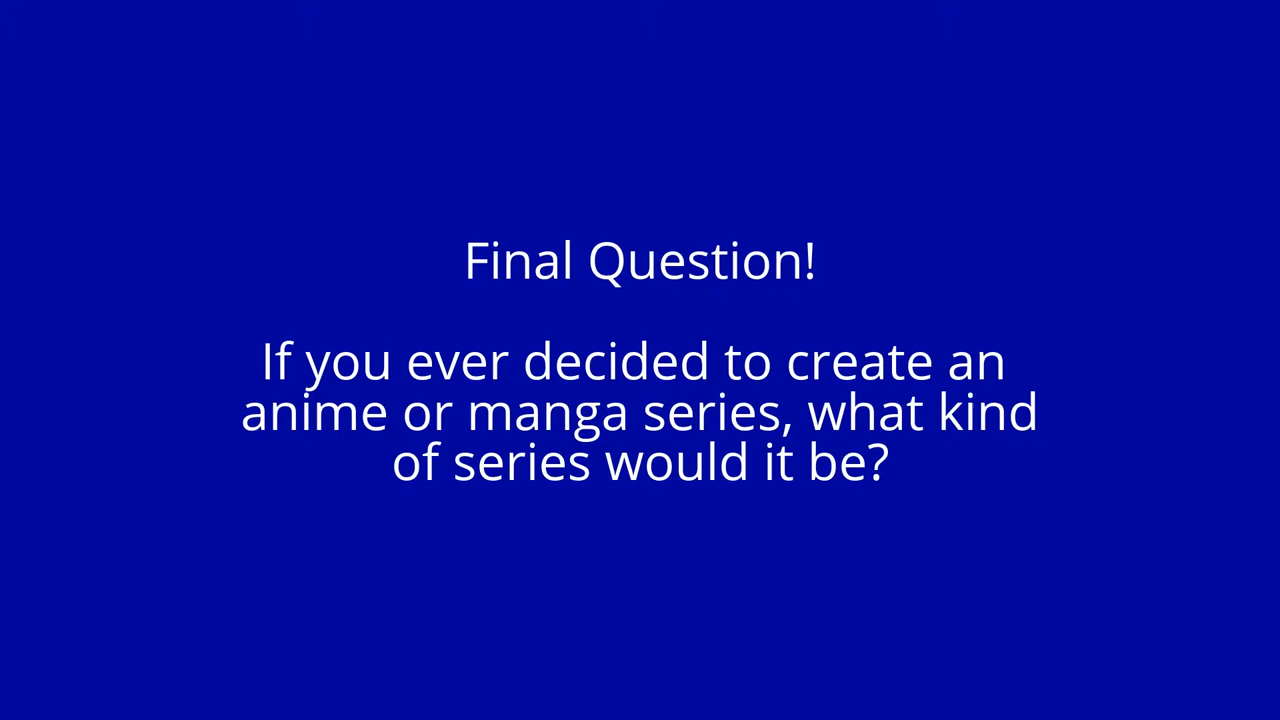 Final Question!
If you ever decided to create an
anime or manga series, what kind
of series would it be?